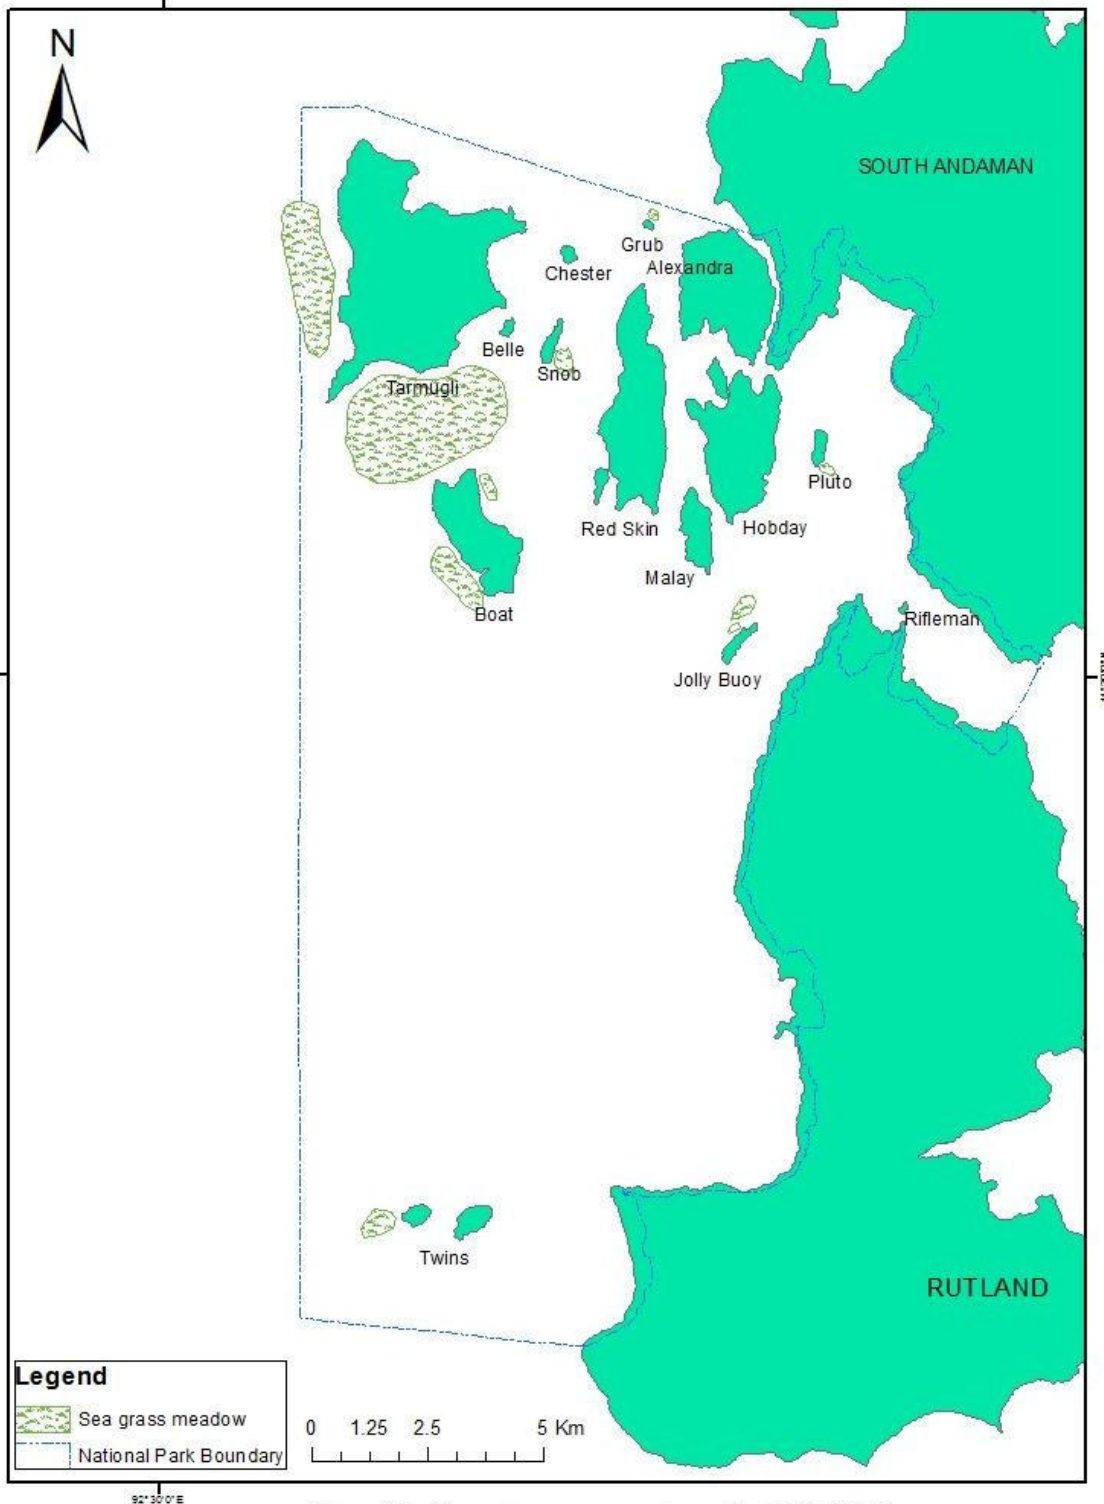 N
SOUTH ANDAMAN
Grub
Alexandra
Chester
Belle
Snob
Tarmugli
Pluto
Red Skin
Hobday
Malay
Boat
Rifleman
Jolly Buoy
Twins
RUTLAND
Legend
Sea grass meadow
National Park Boundary
0 1.25 2.5 5 Km
92°30'0"E